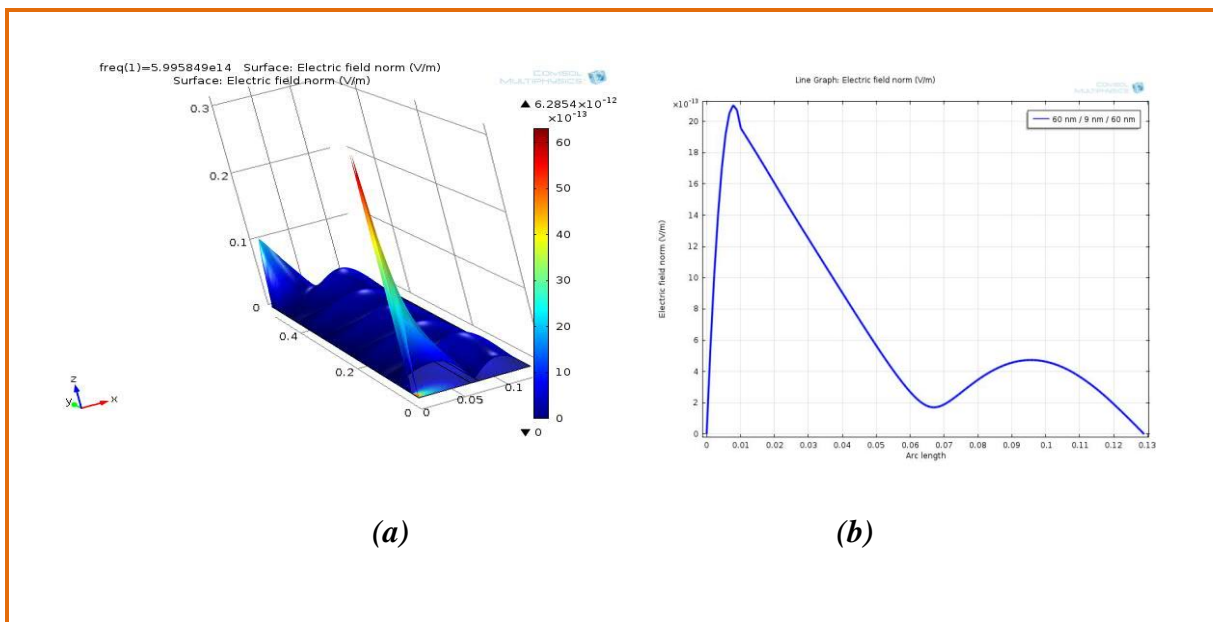 freq(1)=5.995849e14 Surface: Electric field norm (V/m)
Surface: Electric field norm (V/m)
COMSOL
MULTIPHYSICS
▲ 6.2854×10⁻¹²
×10⁻¹³
60
50
40
30
20
10
0
▼ 0
0.3
0.2
0.1
0
0.4
0.2
0
0
0.05
0.1
z
y
x
(a)
Line Graph: Electric field norm (V/m)
COMSOL
MULTIPHYSICS
×10⁻¹³
60 nm / 9 nm / 60 nm
20
18
16
14
12
10
8
6
4
2
0
Electric field norm (V/m)
0 0.01 0.02 0.03 0.04 0.05 0.06 0.07 0.08 0.09 0.1 0.11 0.12 0.13
Arc length
(b)